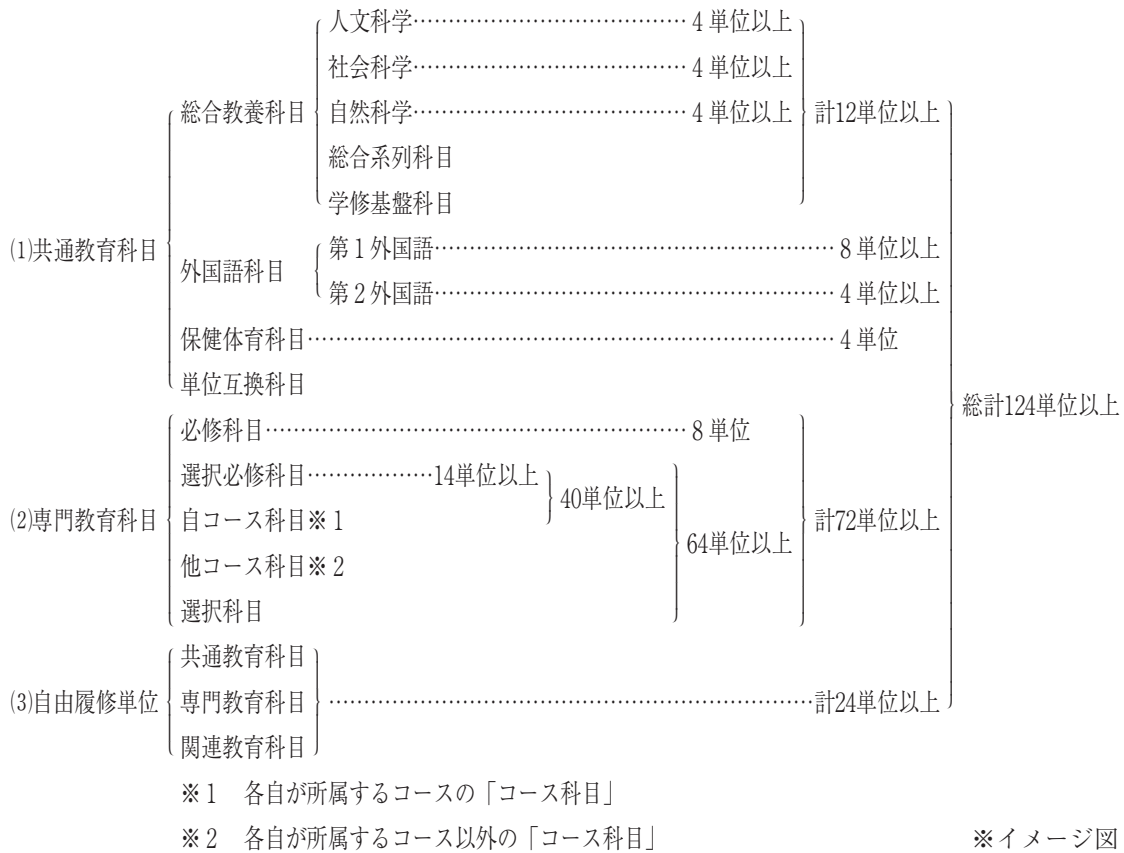 人文科学………………………………… 4 単位以上
社会科学………………………………… 4 単位以上
総合教養科目 自然科学………………………………… 4 単位以上 計12単位以上
総合系列科目
学修基盤科目
⑴共通教育科目 第 1 外国語………………………………………………… 8 単位以上
外国語科目
第 2 外国語………………………………………………… 4 単位以上
保健体育科目………………………………………………………………… 4 単位
単位互換科目
総計124単位以上
必修科目…………………………………………………… 8 単位
選択必修科目………………14単位以上
40単位以上
⑵専門教育科目 自コース科目※ 1 計72単位以上
64単位以上
他コース科目※ 2
選択科目
共通教育科目
⑶自由履修単位 専門教育科目 ……………………………………………………………計24単位以上
関連教育科目
※ 1 各自が所属するコースの「コース科目」
※ 2 各自が所属するコース以外の「コース科目」 ※イメージ図